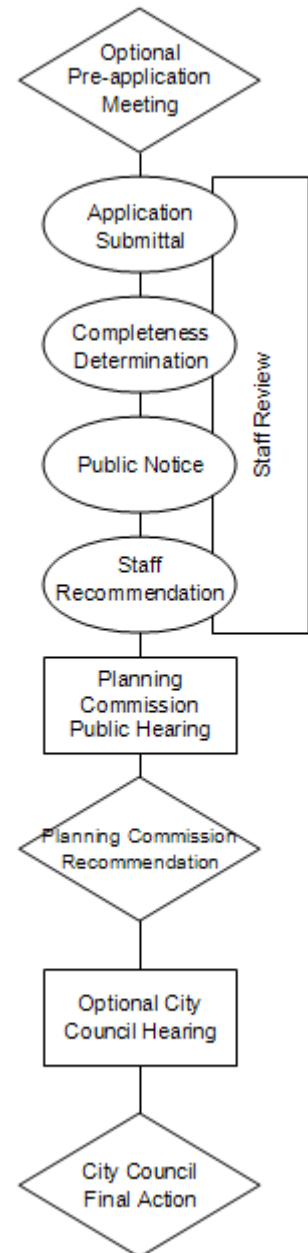 Optional
Pre-application
Meeting
Application
Submittal
Completeness
Determination
Public Notice
Staff
Recommendation
Staff Review
Planning
Commission
Public Hearing
Planning Commission
Recommendation
Optional City
Council Hearing
City Council
Final Action